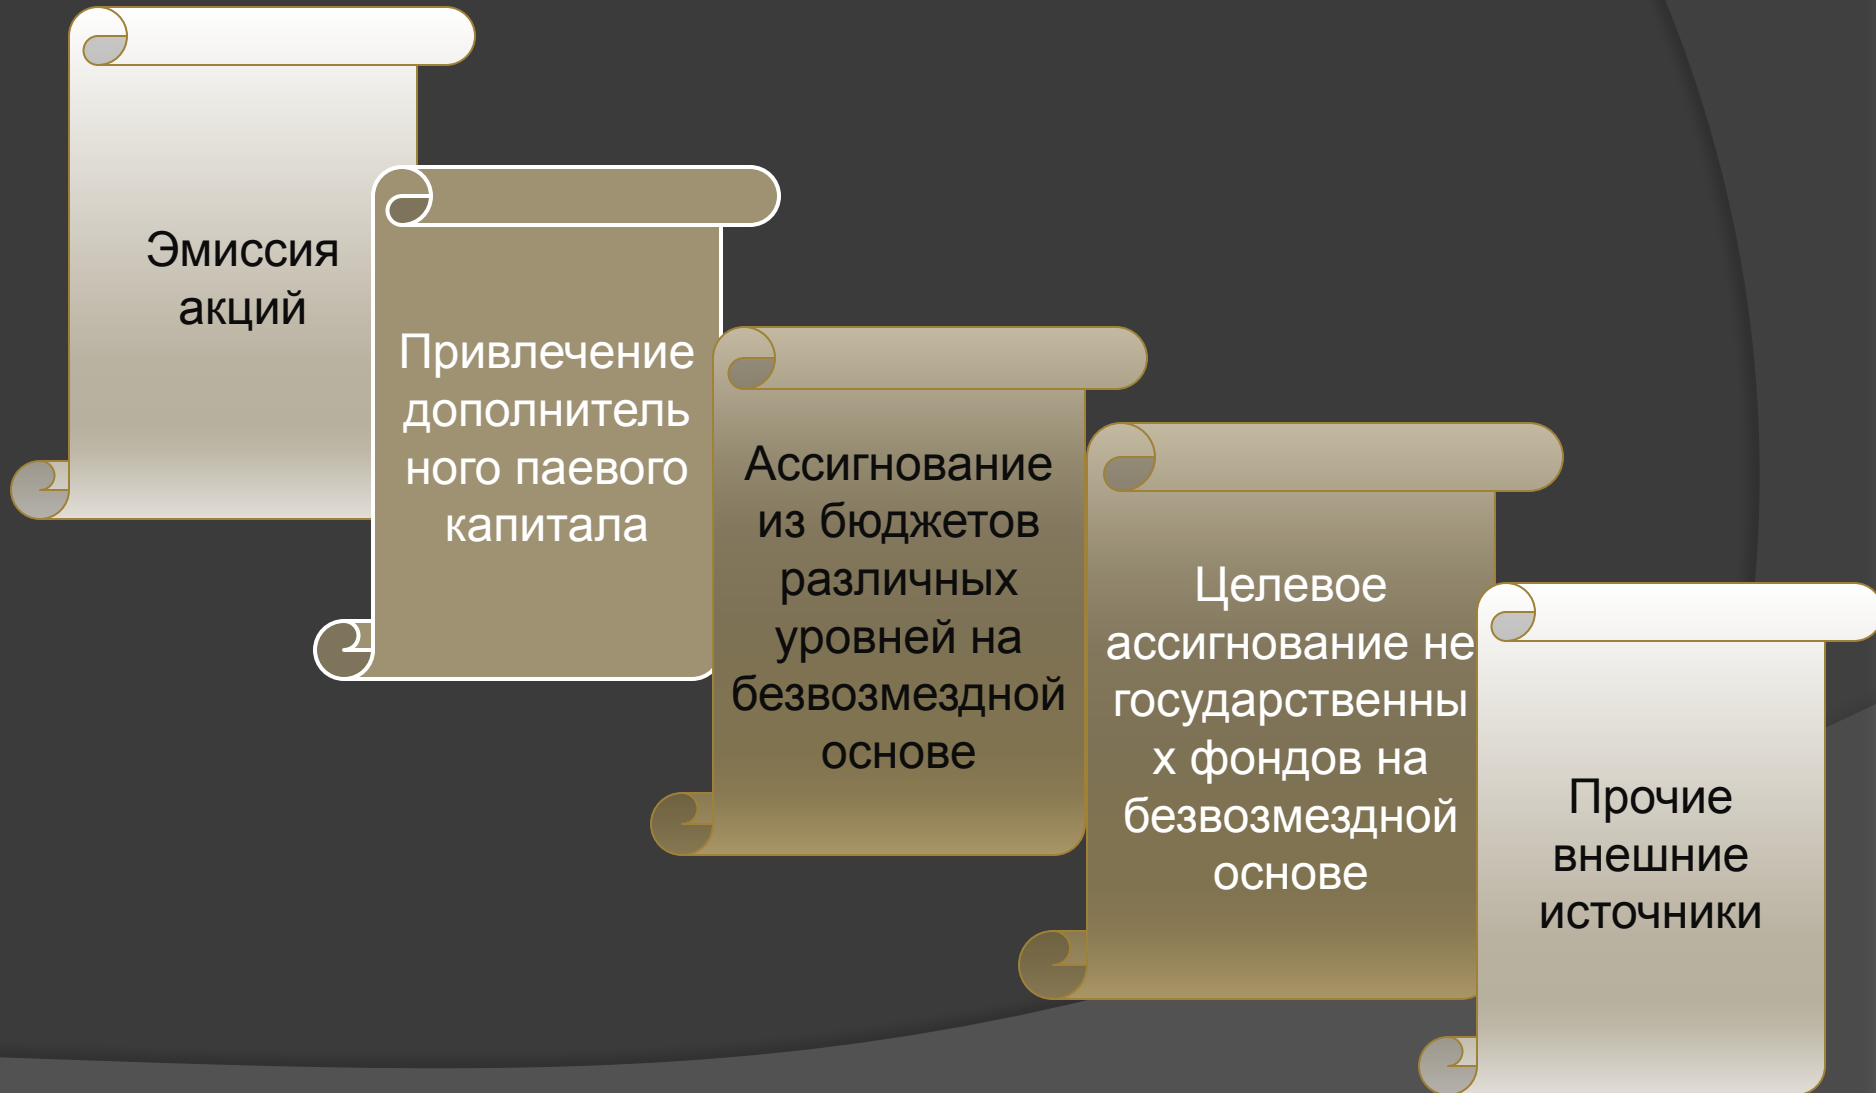 Эмиссия
акций
Привлечение
дополнитель
ного паевого
капитала
Ассигнование
из бюджетов
различных
уровней на
безвозмездной
основе
Целевое
ассигнование не
государственны
х фондов на
безвозмездной
основе
Прочие
внешние
источники